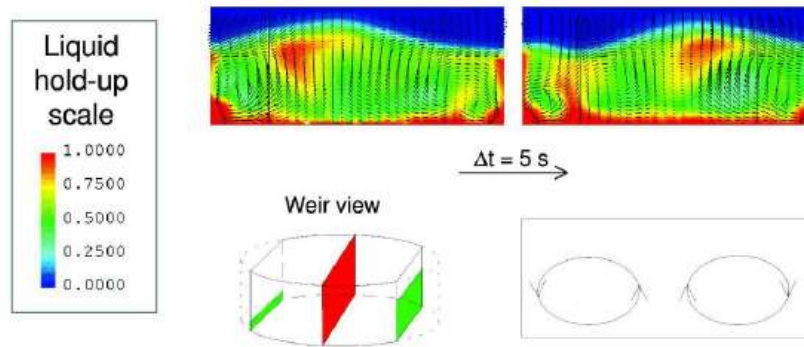 Liquid
hold-up
scale
1.0000
0.7500
0.5000
0.2500
0.0000
Δt = 5 s
Weir view